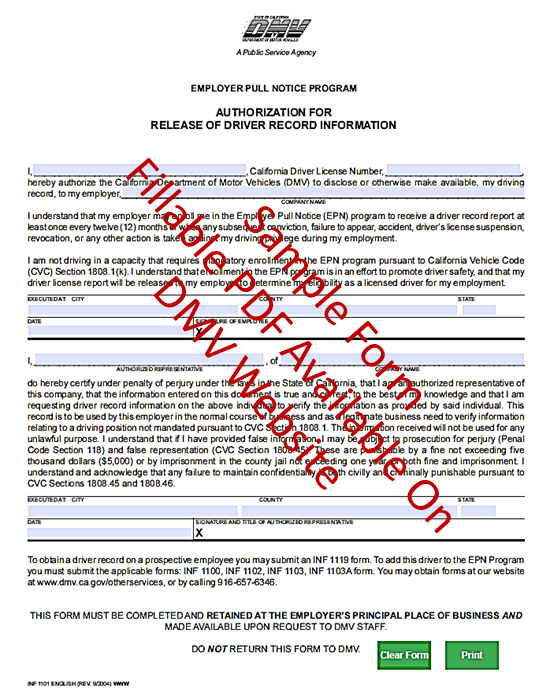 STATE OF CALIFORNIA
DMV
DEPARTMENT OF MOTOR VEHICLES
A Public Service Agency
EMPLOYER PULL NOTICE PROGRAM
AUTHORIZATION FOR
RELEASE OF DRIVER RECORD INFORMATION
I, , California Driver License Number,
hereby authorize the California Department of Motor Vehicles (DMV) to disclose or otherwise make available, my driving
record, to my employer,
COMPANY NAME
I understand that my employer may enroll me in the Employer Pull Notice (EPN) program to receive a driver record report at
least once every twelve (12) months or when any subsequent conviction, failure to appear, accident, driver's license suspension,
revocation, or any other action is taken against my driving privilege during my employment.
I am not driving in a capacity that requires mandatory enrollment in the EPN program pursuant to California Vehicle Code
(CVC) Section 1808.1(k). I understand that enrollment in the EPN program is in an effort to promote driver safety, and that my
driver license report will be released to my employer to determine my eligibility as a licensed driver for my employment.
EXECUTED AT: CITY COUNTY STATE
DATE SIGNATURE OF EMPLOYEE
X
I, , of
AUTHORIZED REPRESENTATIVE COMPANY NAME
do hereby certify under penalty of perjury under the laws in the State of California, that I am an authorized representative of
this company, that the information entered on this document is true and correct, to the best of my knowledge and that I am
requesting driver record information on the above individual to verify the information as provided by said individual. This
record is to be used by this employer in the normal course of business and as a legitimate business need to verify information
relating to a driving position not mandated pursuant to CVC Section 1808.1. The information received will not be used for any
unlawful purpose. I understand that if I have provided false information, I may be subject to prosecution for perjury (Penal
Code Section 118) and false representation (CVC Section 1808.45). These are punishable by a fine not exceeding five
thousand dollars ($5,000) or by imprisonment in the county jail not exceeding one year, or both fine and imprisonment. I
understand and acknowledge that any failure to maintain confidentiality is both civilly and criminally punishable pursuant to
CVC Sections 1808.45 and 1808.46.
EXECUTED AT: CITY COUNTY STATE
DATE SIGNATURE AND TITLE OF AUTHORIZED REPRESENTATIVE
X
To obtain a driver record on a prospective employee you may submit an INF 1119 form. To add this driver to the EPN Program
you must submit the applicable forms: INF 1100, INF 1102, INF 1103, INF 1103A form. You may obtain forms at our website
at www.dmv.ca.gov/otherservices, or by calling 916-657-6346.
THIS FORM MUST BE COMPLETED AND RETAINED AT THE EMPLOYER'S PRINCIPAL PLACE OF BUSINESS AND
MADE AVAILABLE UPON REQUEST TO DMV STAFF.
DO NOT RETURN THIS FORM TO DMV.
Clear Form Print
INF 1101 ENGLISH (REV. 9/2004) WWW
Sample Form
Fillable PDF Available On
DMV Website